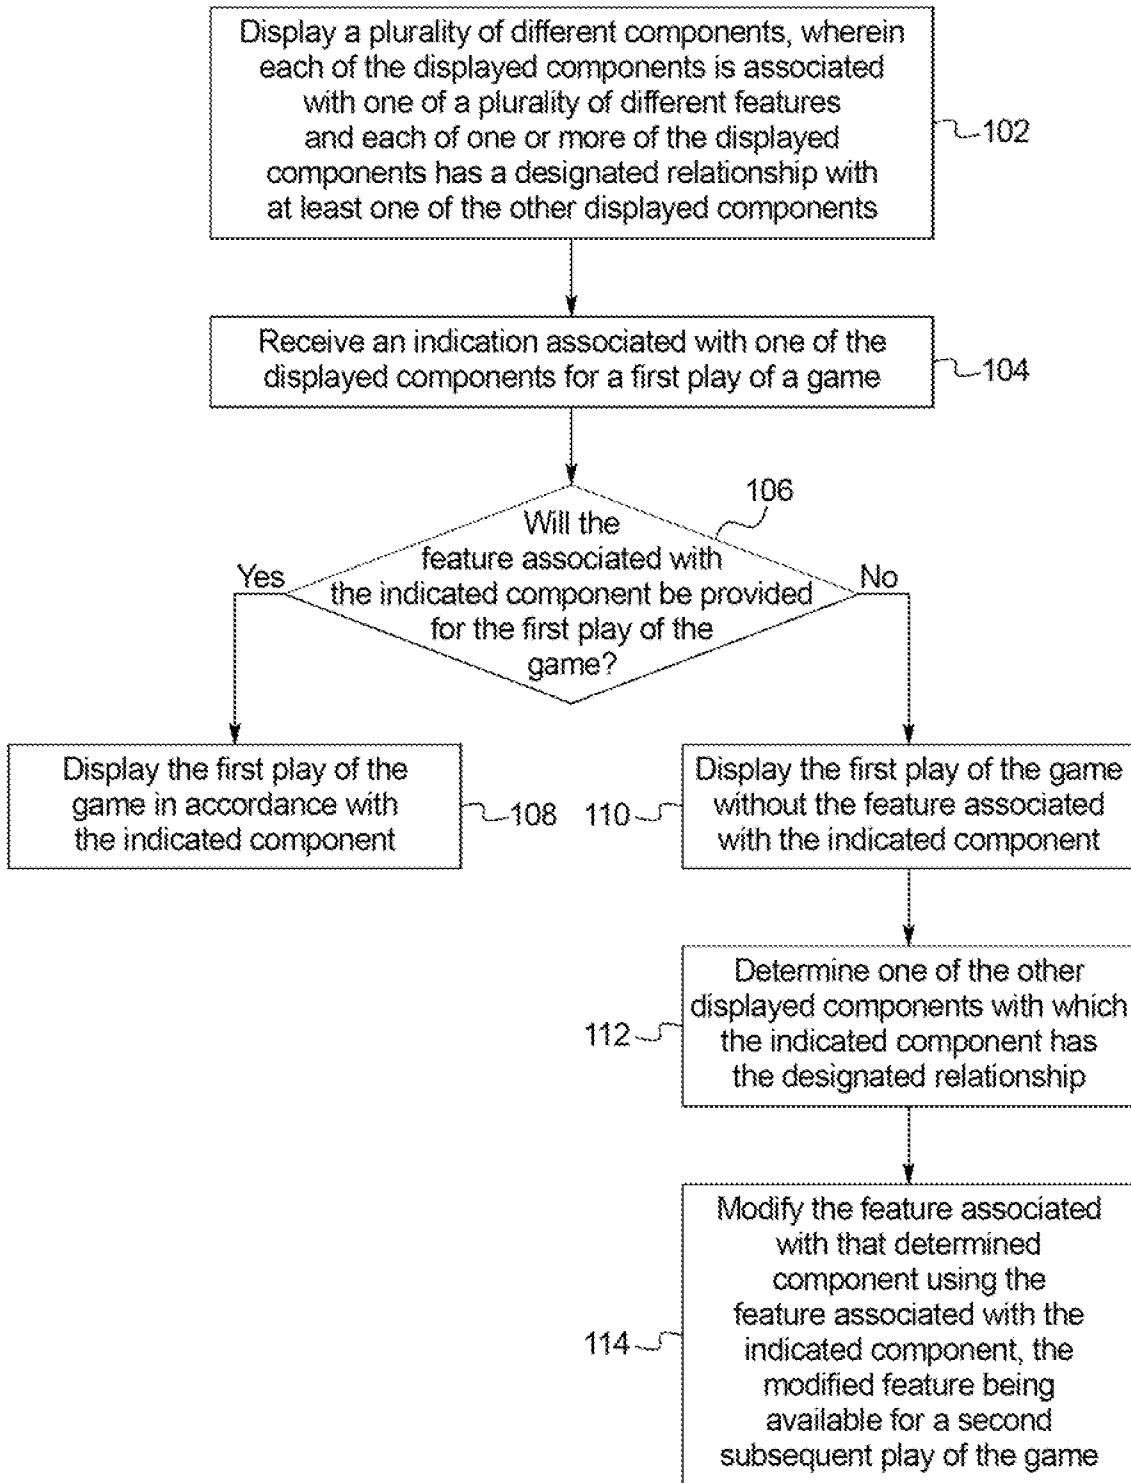 Display a plurality of different components, wherein
each of the displayed components is associated
with one of a plurality of different features
and each of one or more of the displayed
components has a designated relationship with
at least one of the other displayed components
102
Receive an indication associated with one of the
displayed components for a first play of a game
104
106
Will the
feature associated with
the indicated component be provided
for the first play of the
game?
Yes
No
Display the first play of the
game in accordance with
the indicated component
108
110
Display the first play of the game
without the feature associated
with the indicated component
112
Determine one of the other
displayed components with which
the indicated component has
the designated relationship
114
Modify the feature associated
with that determined
component using the
feature associated with the
indicated component, the
modified feature being
available for a second
subsequent play of the game